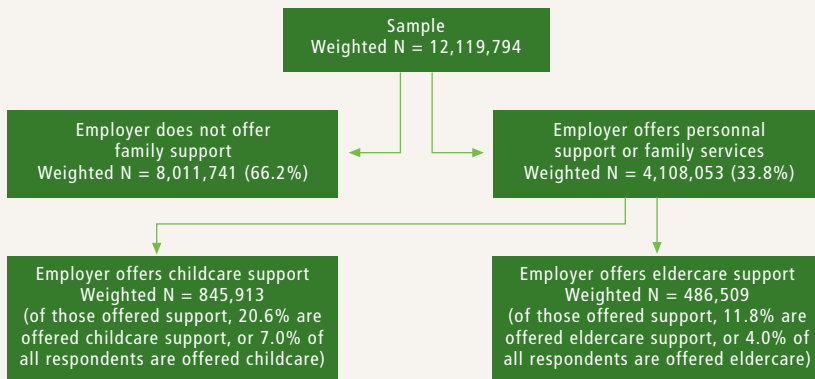 Sample
Weighted N = 12,119,794
Employer does not offer
family support
Weighted N = 8,011,741 (66.2%)
Employer offers personnal
support or family services
Weighted N = 4,108,053 (33.8%)
Employer offers childcare support
Weighted N = 845,913
(of those offered support, 20.6% are
offered childcare support, or 7.0% of
all respondents are offered childcare)
Employer offers eldercare support
Weighted N = 486,509
(of those offered support, 11.8% are
offered eldercare support, or 4.0% of
all respondents are offered eldercare)